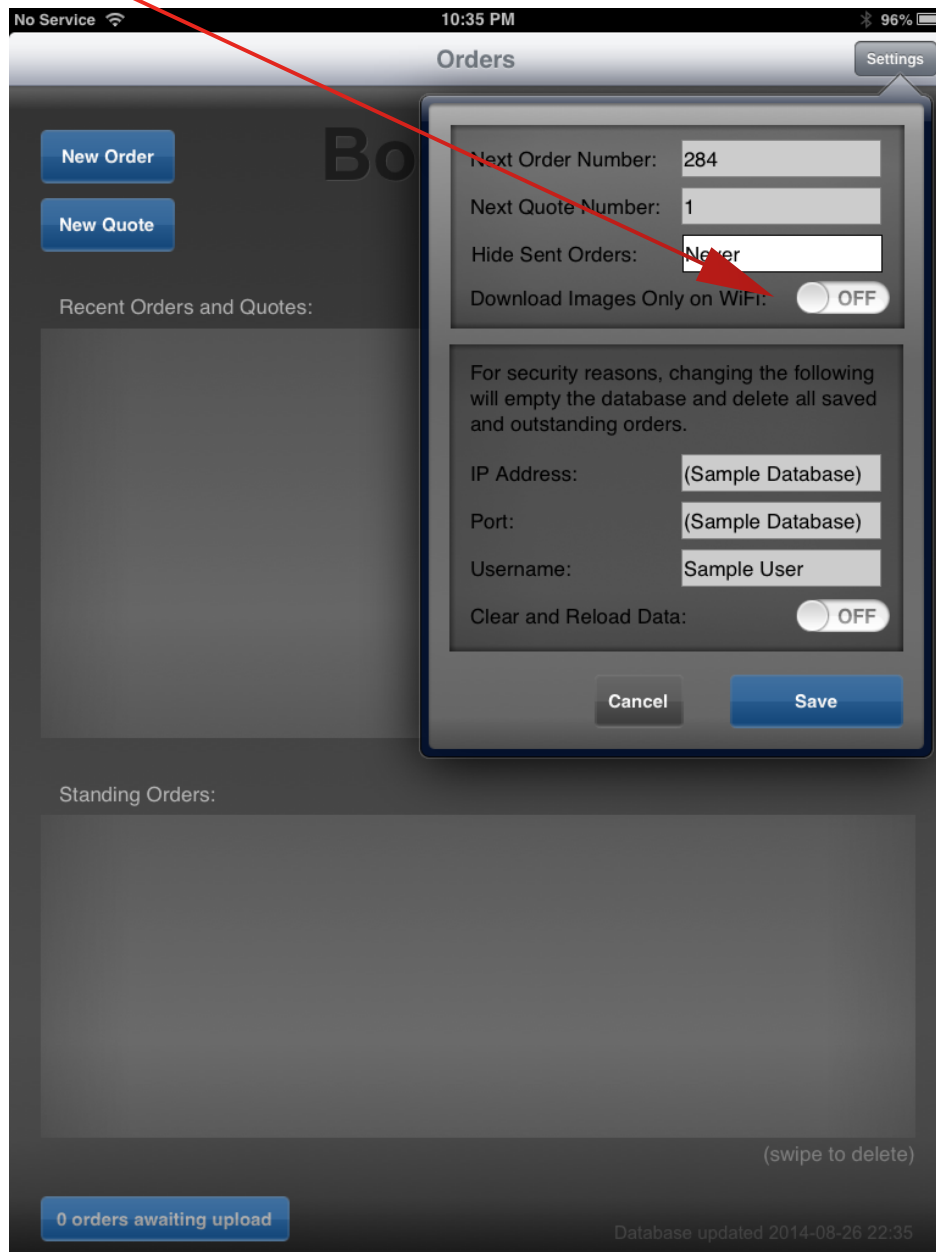 No Service 10:35 PM 96%
Orders
Settings
New Order
Bo
New Quote
Recent Orders and Quotes:
Next Order Number: 284
Next Quote Number: 1
Hide Sent Orders: Never
Download Images Only on WiFi: OFF
For security reasons, changing the following
will empty the database and delete all saved
and outstanding orders.
IP Address: (Sample Database)
Port: (Sample Database)
Username: Sample User
Clear and Reload Data: OFF
Cancel Save
Standing Orders:
(swipe to delete)
0 orders awaiting upload
Database updated 2014-08-26 22:35